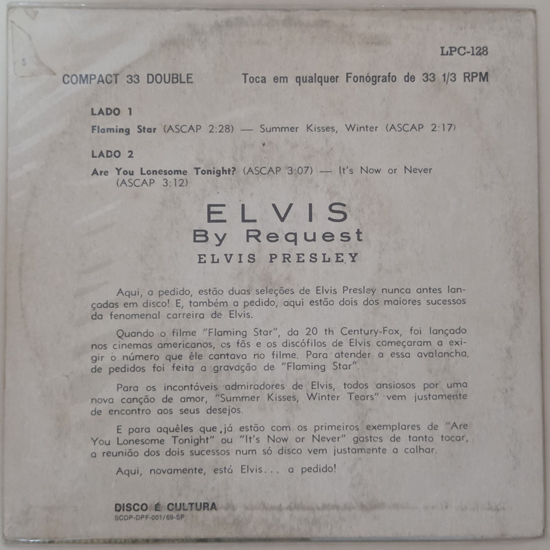 LPC-128
COMPACT 33 DOUBLE Toca em qualquer Fonógrafo de 33 1/3 RPM
LADO 1
Flaming Star (ASCAP 2:28) — Summer Kisses, Winter (ASCAP 2:17)
LADO 2
Are You Lonesome Tonight? (ASCAP 3:07) — It's Now or Never
(ASCAP 3:12)
ELVIS
By Request
ELVIS PRESLEY
Aqui, a pedido, estão duas seleções de Elvis Presley nunca antes lan-
çadas em disco! E, também a pedido, aqui estão dois dos maiores sucessos
da fenomenal carreira de Elvis.
Quando o filme "Flaming Star", da 20 th Century-Fox, foi lançado
nos cinemas americanos, os fãs e os discófilos de Elvis começaram a exi-
gir o número que êle cantava no filme. Para atender a essa avalancha,
de pedidos foi feita a gravação de "Flaming Star".
Para os incontáveis admiradores de Elvis, todos ansiosos por uma
nova canção de amor, "Summer Kisses, Winter Tears" vem justamente
de encontro aos seus desejos.
E para aquêles que já estão com os primeiros exemplares de "Are
You Lonesome Tonight" ou "It's Now or Never" gastos de tanto tocar,
a reunião dos dois sucessos num só disco vem justamente a calhar.
Aqui, novamente, está Elvis... a pedido!
DISCO É CULTURA
SCDP-DPF-001/69-SP